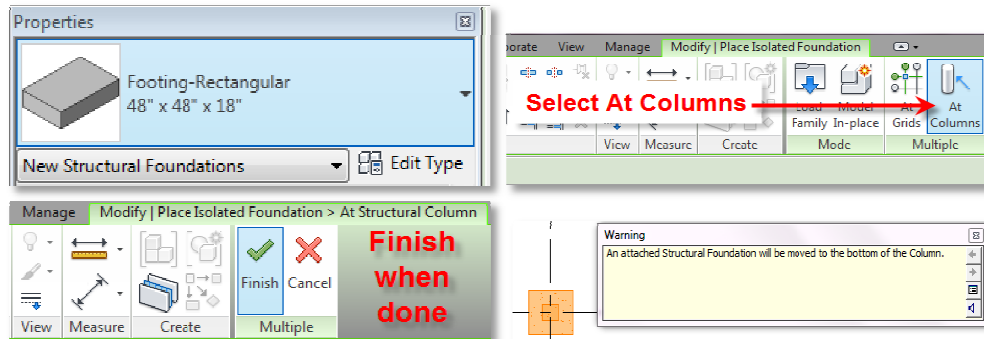 Properties
Footing-Rectangular
48" x 48" x 18"
New Structural Foundations
Edit Type
porate View Manage Modify | Place Isolated Foundation
Select At Columns
Load Model At At
Family In-place Grids Columns
View Measure Create Mode Multiple
Manage Modify | Place Isolated Foundation > At Structural Column
Finish
when
done
Finish Cancel
View Measure Create Multiple
Warning
An attached Structural Foundation will be moved to the bottom of the Column.